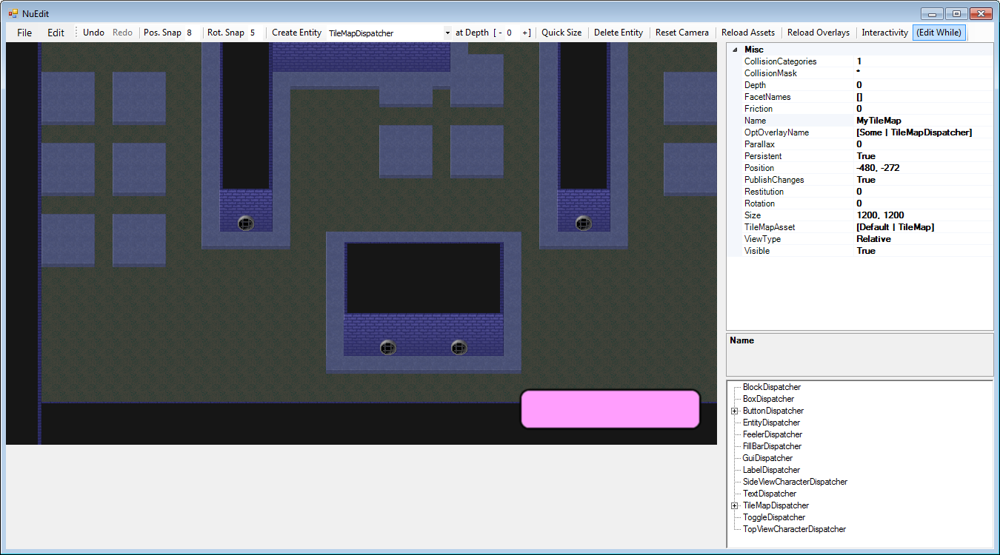 NuEdit
File Edit Undo Redo Pos. Snap 8 Rot. Snap 5 Create Entity TileMapDispatcher at Depth [ - 0 +] Quick Size Delete Entity Reset Camera Reload Assets Reload Overlays Interactivity (Edit While)
Misc
CollisionCategories 1
CollisionMask *
Depth 0
FacetNames []
Friction 0
Name MyTileMap
OptOverlayName [Some | TileMapDispatcher]
Parallax 0
Persistent True
Position -480, -272
PublishChanges True
Restitution 0
Rotation 0
Size 1200, 1200
TileMapAsset [Default | TileMap]
ViewType Relative
Visible True
Name
BlockDispatcher
BoxDispatcher
ButtonDispatcher
EntityDispatcher
FeelerDispatcher
FillBarDispatcher
GuiDispatcher
LabelDispatcher
SideViewCharacterDispatcher
TextDispatcher
TileMapDispatcher
ToggleDispatcher
TopViewCharacterDispatcher